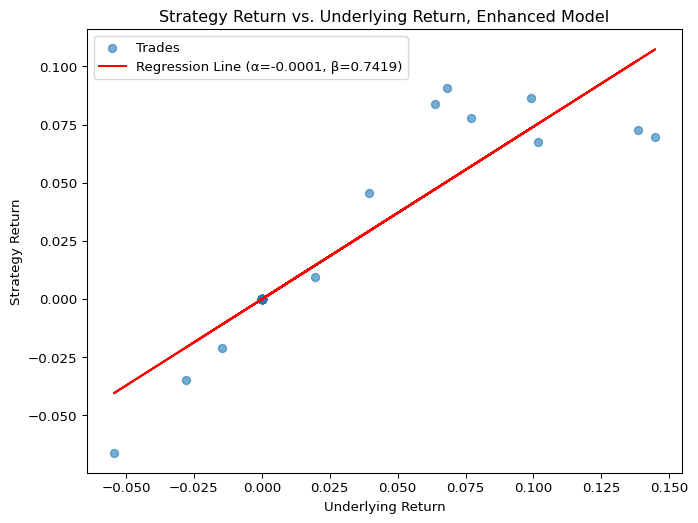 Strategy Return vs. Underlying Return, Enhanced Model
Trades
Regression Line (α=-0.0001, β=0.7419)
0.100
0.075
0.050
0.025
0.000
−0.025
−0.050
Strategy Return
−0.050 −0.025 0.000 0.025 0.050 0.075 0.100 0.125 0.150
Underlying Return